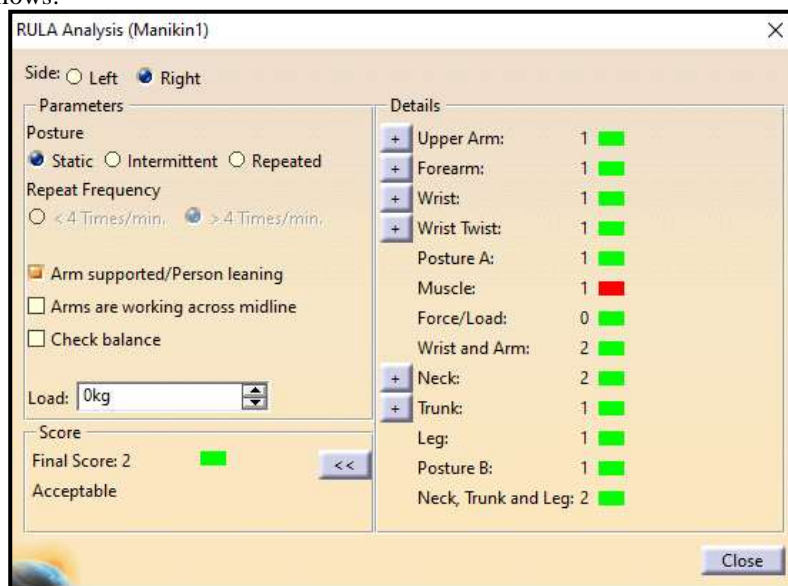 RULA Analysis (Manikin1)
Side: Left Right
Parameters
Posture
Static Intermittent Repeated
Repeat Frequency
< 4 Times/min. > 4 Times/min.
Arm supported/Person leaning
Arms are working across midline
Check balance
Load: 0kg
Score
Final Score: 2
<<
Acceptable
Details
+ Upper Arm: 1
+ Forearm: 1
+ Wrist: 1
+ Wrist Twist: 1
Posture A: 1
Muscle: 1
Force/Load: 0
Wrist and Arm: 2
+ Neck: 2
+ Trunk: 1
Leg: 1
Posture B: 1
Neck, Trunk and Leg: 2
Close